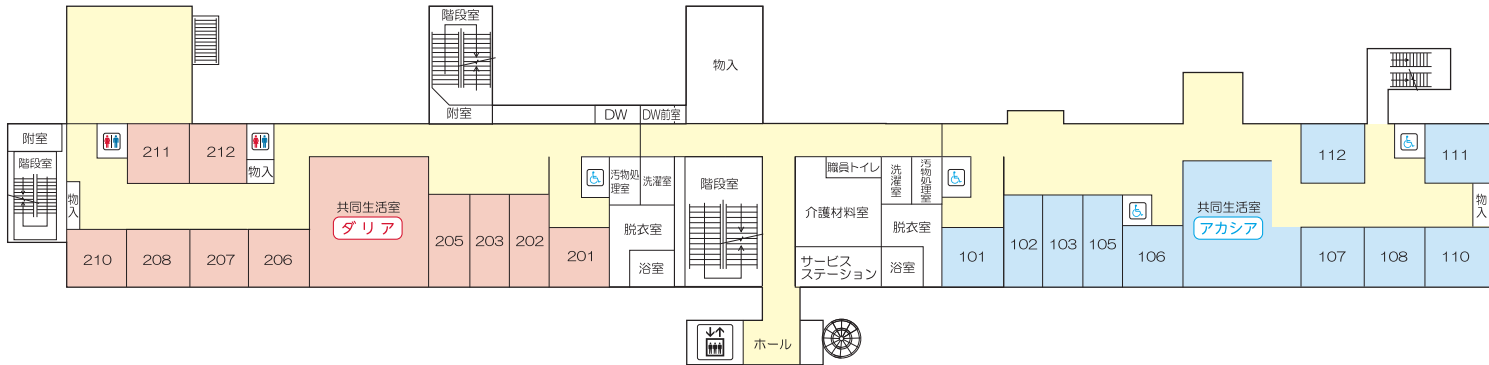 階段室
物入
附室
DW
DW前室
附室
階段室
物入
211
212
物入
共同生活室
ダリア
210
208
207
206
205
203
202
201
汚物処
理室
洗濯室
脱衣室
浴室
階段室
職員トイレ
介護材料室
サービス
ステーション
洗濯室
汚物処理室
脱衣室
浴室
101
102
103
105
106
共同生活室
アカシア
112
111
物入
107
108
110
ホール